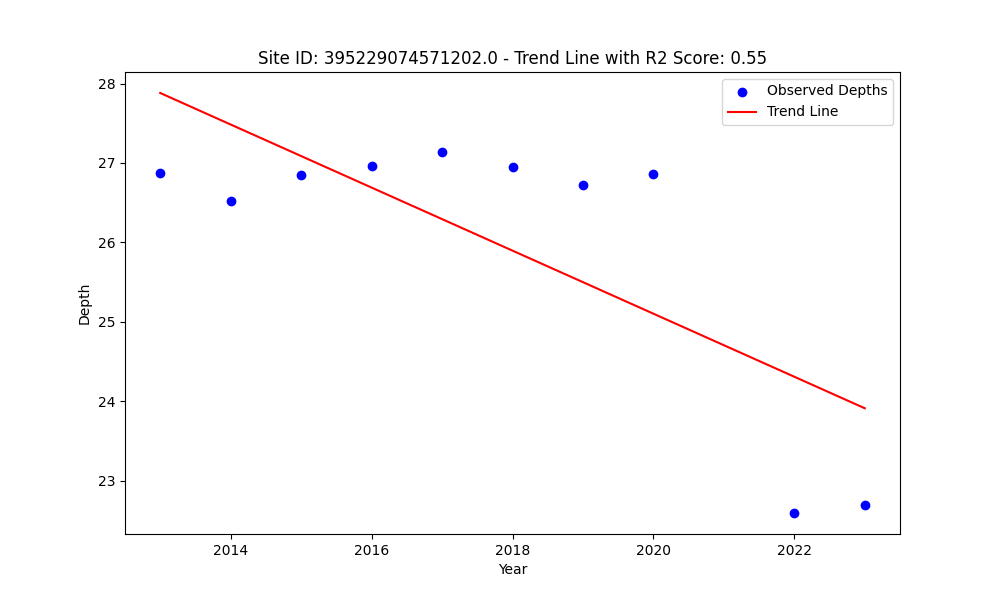 Site ID: 395229074571202.0 - Trend Line with R2 Score: 0.55
Observed Depths
Trend Line
28
27
26
25
24
23
Depth
2014
2016
2018
2020
2022
Year